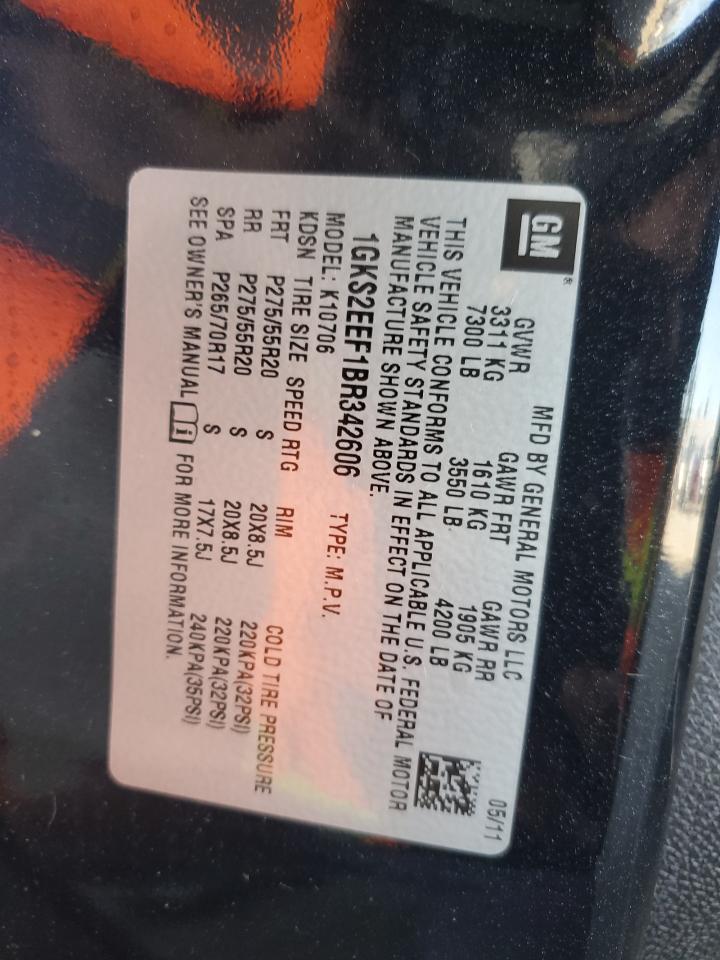 GM
®
MFD BY GENERAL MOTORS LLC
05/11
GVWR GAWR FRT GAWR RR
3311 KG 1610 KG 1905 KG
7300 LB 3550 LB 4200 LB
THIS VEHICLE CONFORMS TO ALL APPLICABLE U.S. FEDERAL MOTOR
VEHICLE SAFETY STANDARDS IN EFFECT ON THE DATE OF
MANUFACTURE SHOWN ABOVE.
1GKS2EEF1BR342606 TYPE: M.P.V.
MODEL: K10706
KDSN TIRE SIZE SPEED RTG RIM COLD TIRE PRESSURE
FRT P275/55R20 S 20X8.5J 220KPA(32PSI)
RR P275/55R20 S 20X8.5J 220KPA(32PSI)
SPA P265/70R17 S 17X7.5J 240KPA(35PSI)
SEE OWNER'S MANUAL i FOR MORE INFORMATION.